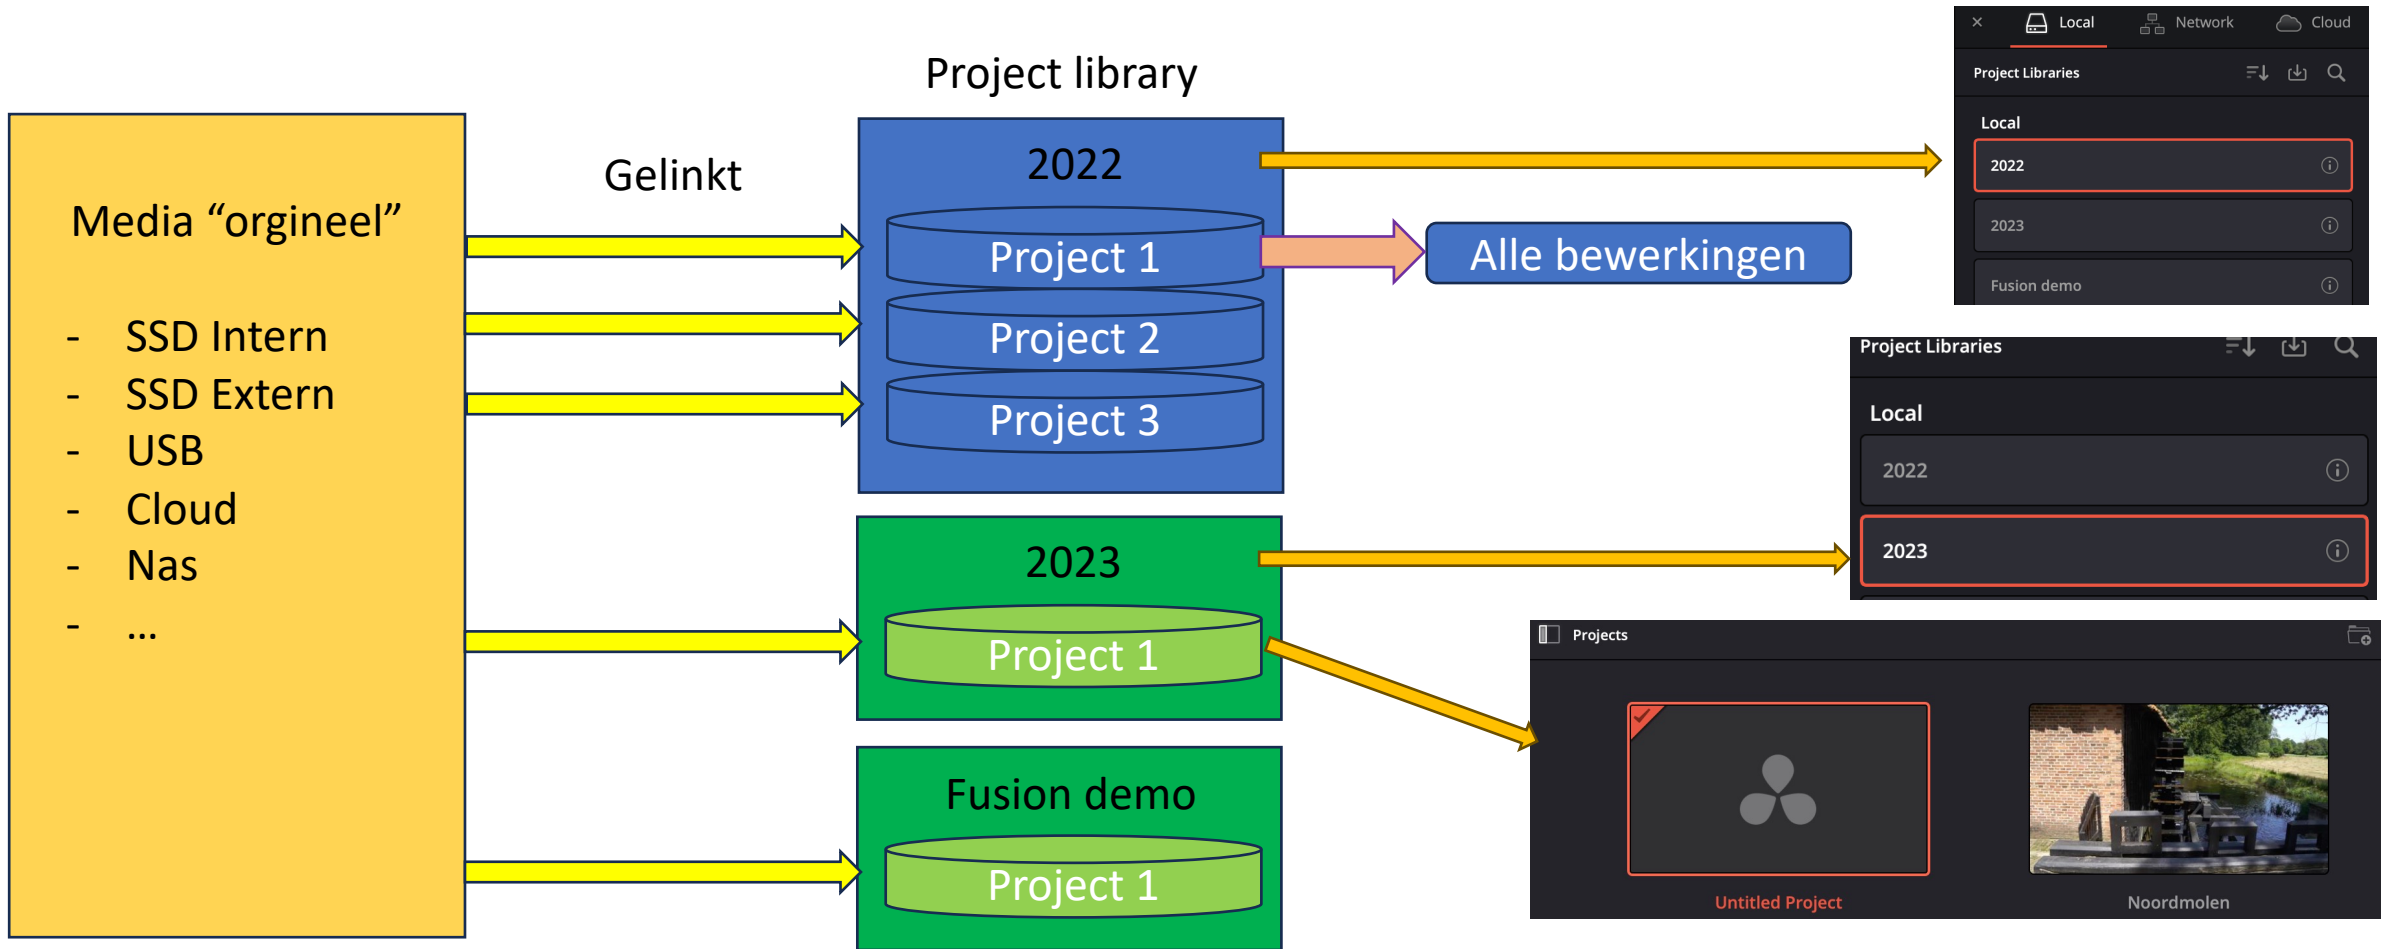 Project library
Media “orgineel”
- SSD Intern
- SSD Extern
- USB
- Cloud
- Nas
- ...
Gelinkt
2022
Project 1
Project 2
Project 3
Alle bewerkingen
2023
Project 1
Fusion demo
Project 1
Local Network Cloud
Project Libraries
Local
2022
2023
Fusion demo
Project Libraries
Local
2022
2023
Projects
Untitled Project
Noordmolen